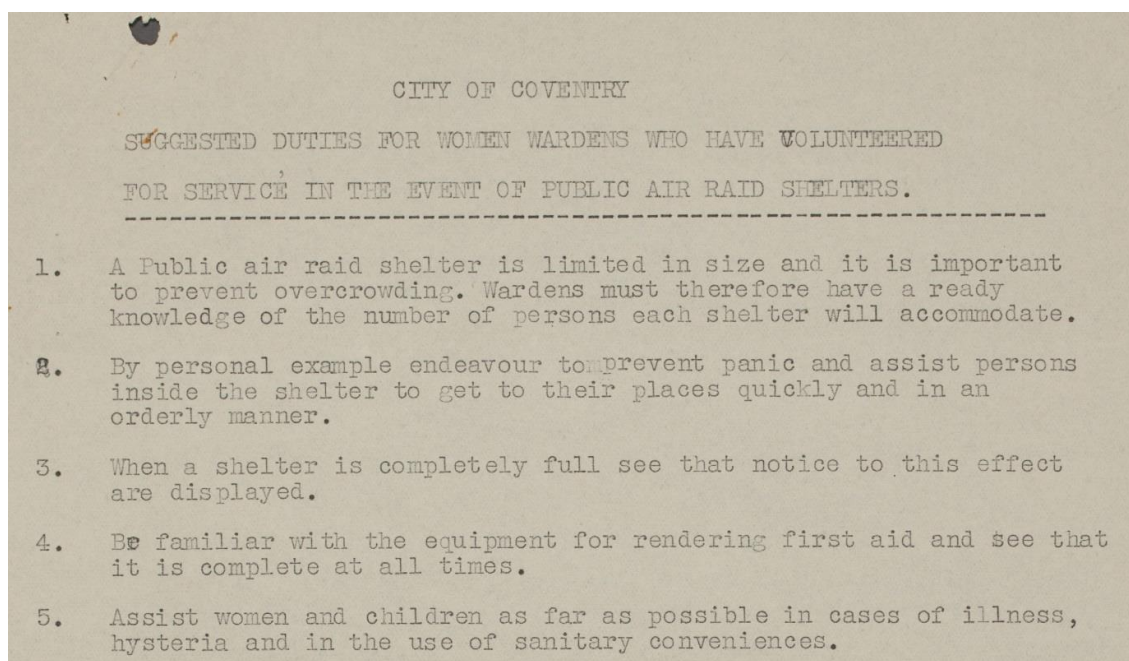 CITY OF COVENTRY
SUGGESTED DUTIES FOR WOMEN WARDENS WHO HAVE VOLUNTEERED
FOR SERVICE IN THE EVENT OF PUBLIC AIR RAID SHELTERS.
1. A Public air raid shelter is limited in size and it is important
to prevent overcrowding. Wardens must therefore have a ready
knowledge of the number of persons each shelter will accommodate.
2. By personal example endeavour to prevent panic and assist persons
inside the shelter to get to their places quickly and in an
orderly manner.
3. When a shelter is completely full see that notice to this effect
are displayed.
4. Be familiar with the equipment for rendering first aid and see that
it is complete at all times.
5. Assist women and children as far as possible in cases of illness,
hysteria and in the use of sanitary conveniences.